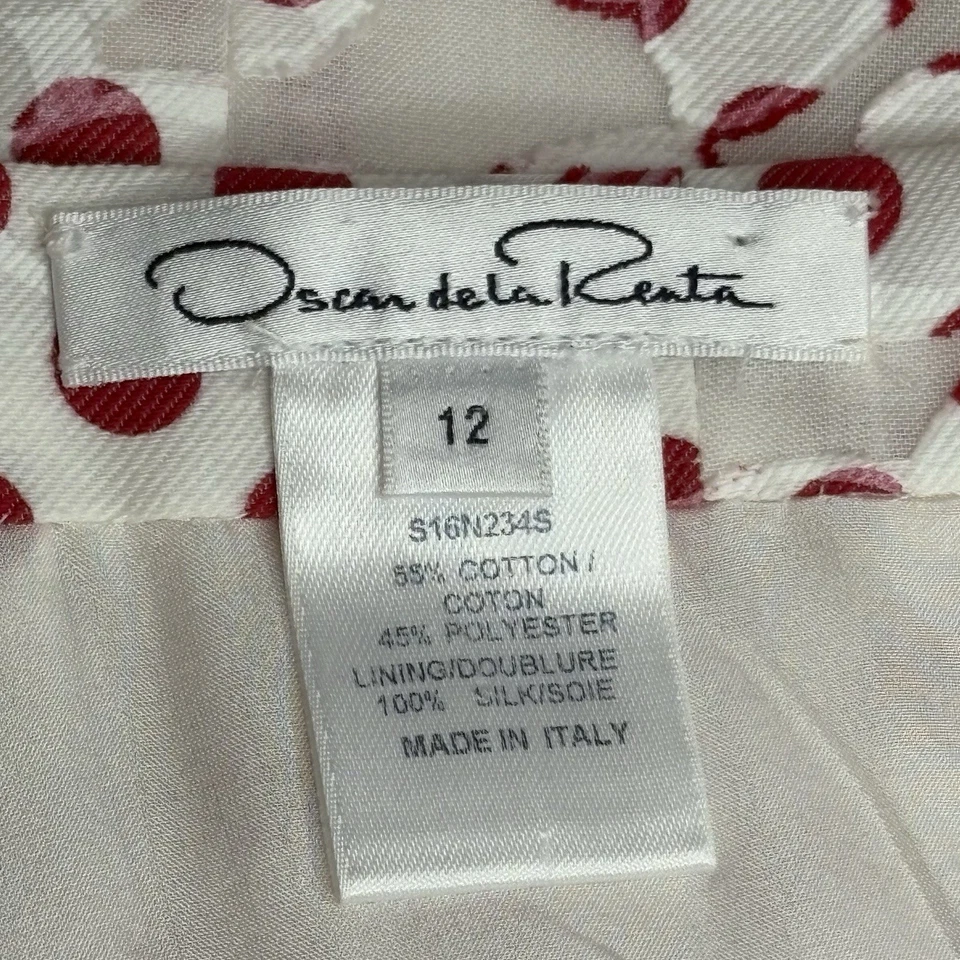 Oscar de la Renta
12
S16N234S
55% COTTON /
COTON
45% POLYESTER
LINING/DOUBLURE
100% SILK/SOIE
MADE IN ITALY